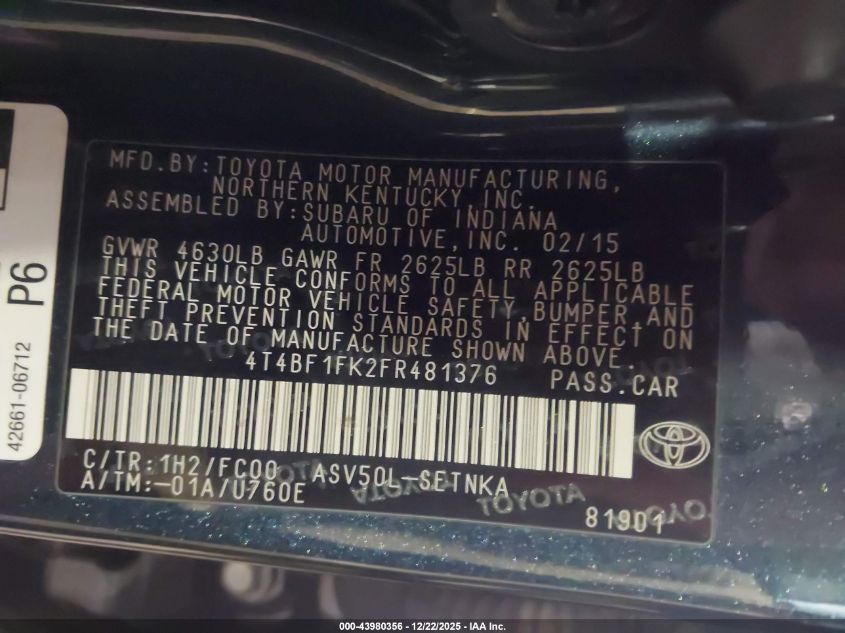 MFD.BY:TOYOTA MOTOR MANUFACTURING,
NORTHERN KENTUCKY, INC.
ASSEMBLED BY:SUBARU OF INDIANA
AUTOMOTIVE,INC. 02/15
GVWR 4630LB GAWR FR 2625LB RR 2625LB
THIS VEHICLE CONFORMS TO ALL APPLICABLE
FEDERAL MOTOR VEHICLE SAFETY,BUMPER AND
THEFT PREVENTION STANDARDS IN EFFECT ON
THE DATE OF MANUFACTURE SHOWN ABOVE.
4T4BF1FK2FR481376 PASS.CAR
C/TR:1H2/FC00 ASV50L-SETNKA
A/TM:-01A/U760E
TOYOTA
81901
P6
42661-06712
000-43980356 - 12/22/2025 - IAA Inc.